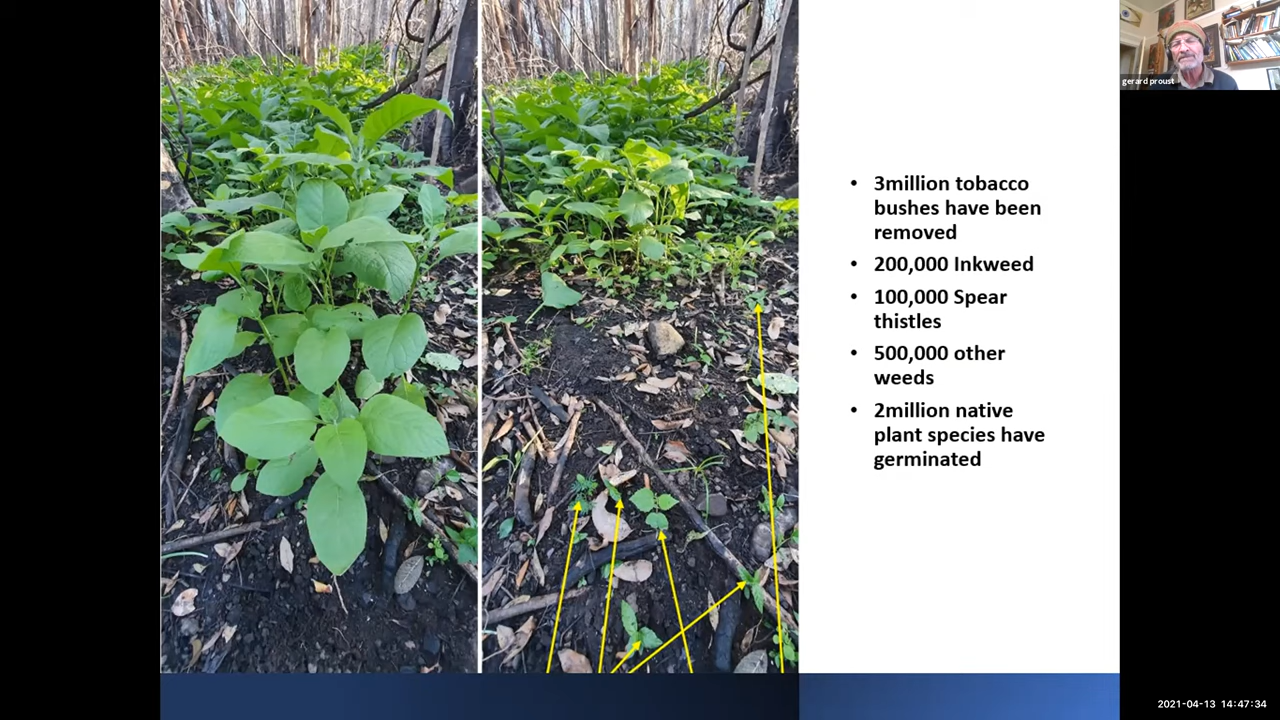 gerard proust
• 3million tobacco
bushes have been
removed
• 200,000 Inkweed
• 100,000 Spear
thistles
• 500,000 other
weeds
• 2million native
plant species have
germinated
2021-04-13 14:47:34